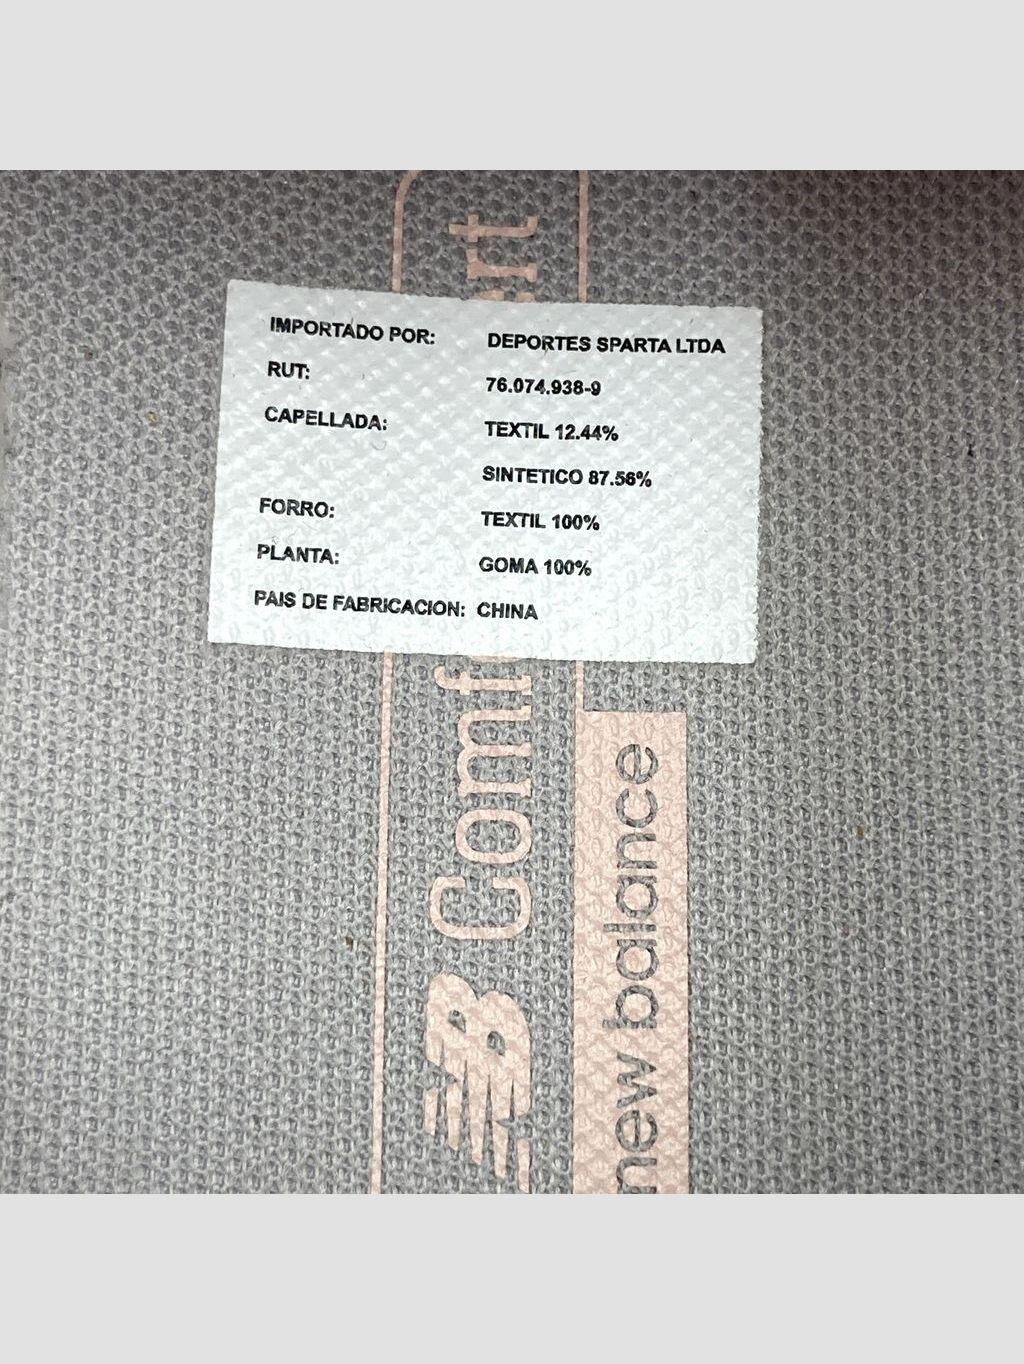 IMPORTADO POR: DEPORTES SPARTA LTDA
RUT: 76.074.938-9
CAPELLADA: TEXTIL 12.44%
SINTETICO 87.56%
FORRO: TEXTIL 100%
PLANTA: GOMA 100%
PAIS DE FABRICACION: CHINA
NB
new balance